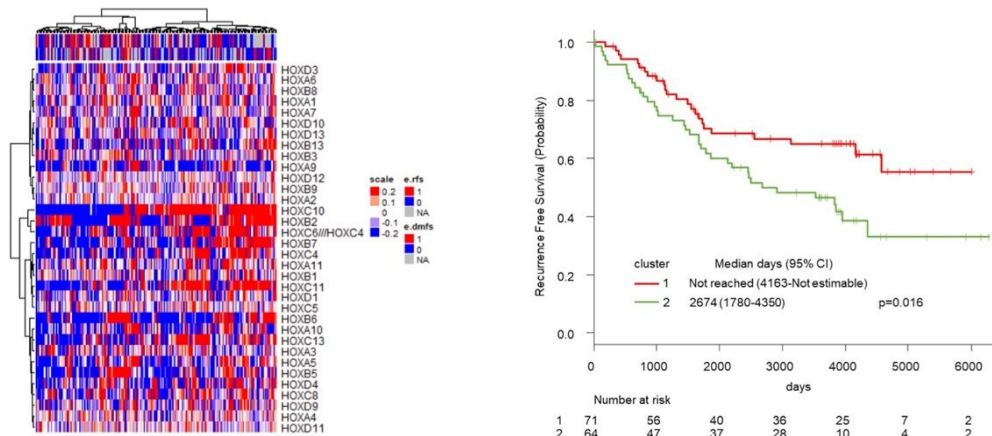 HOXD3
HOXA6
HOXB8
HOXA1
HOXA7
HOXD10
HOXD13
HOXB13
HOXB3
HOXA9
HOXD12
HOXB9
HOXA2
HOXC10
HOXB2
HOXC6///HOXC4
HOXB7
HOXC4
HOXA11
HOXB1
HOXC11
HOXD1
HOXC5
HOXB6
HOXA10
HOXC13
HOXA3
HOXA5
HOXB5
HOXD4
HOXC8
HOXD9
HOXA4
HOXD11
scale
0.2
0.1
0
-0.1
-0.2
e.rfs
1
0
NA
e.dmfs
1
0
NA
Recurrence Free Survival (Probability)
1.0
0.8
0.6
0.4
0.2
0.0
cluster Median days (95% CI)
1 Not reached (4163-Not estimable)
2 2674 (1780-4350) p=0.016
0 1000 2000 3000 4000 5000 6000
days
Number at risk
1 71 56 40 36 25 7 2
2 64 47 37 28 10 4 2